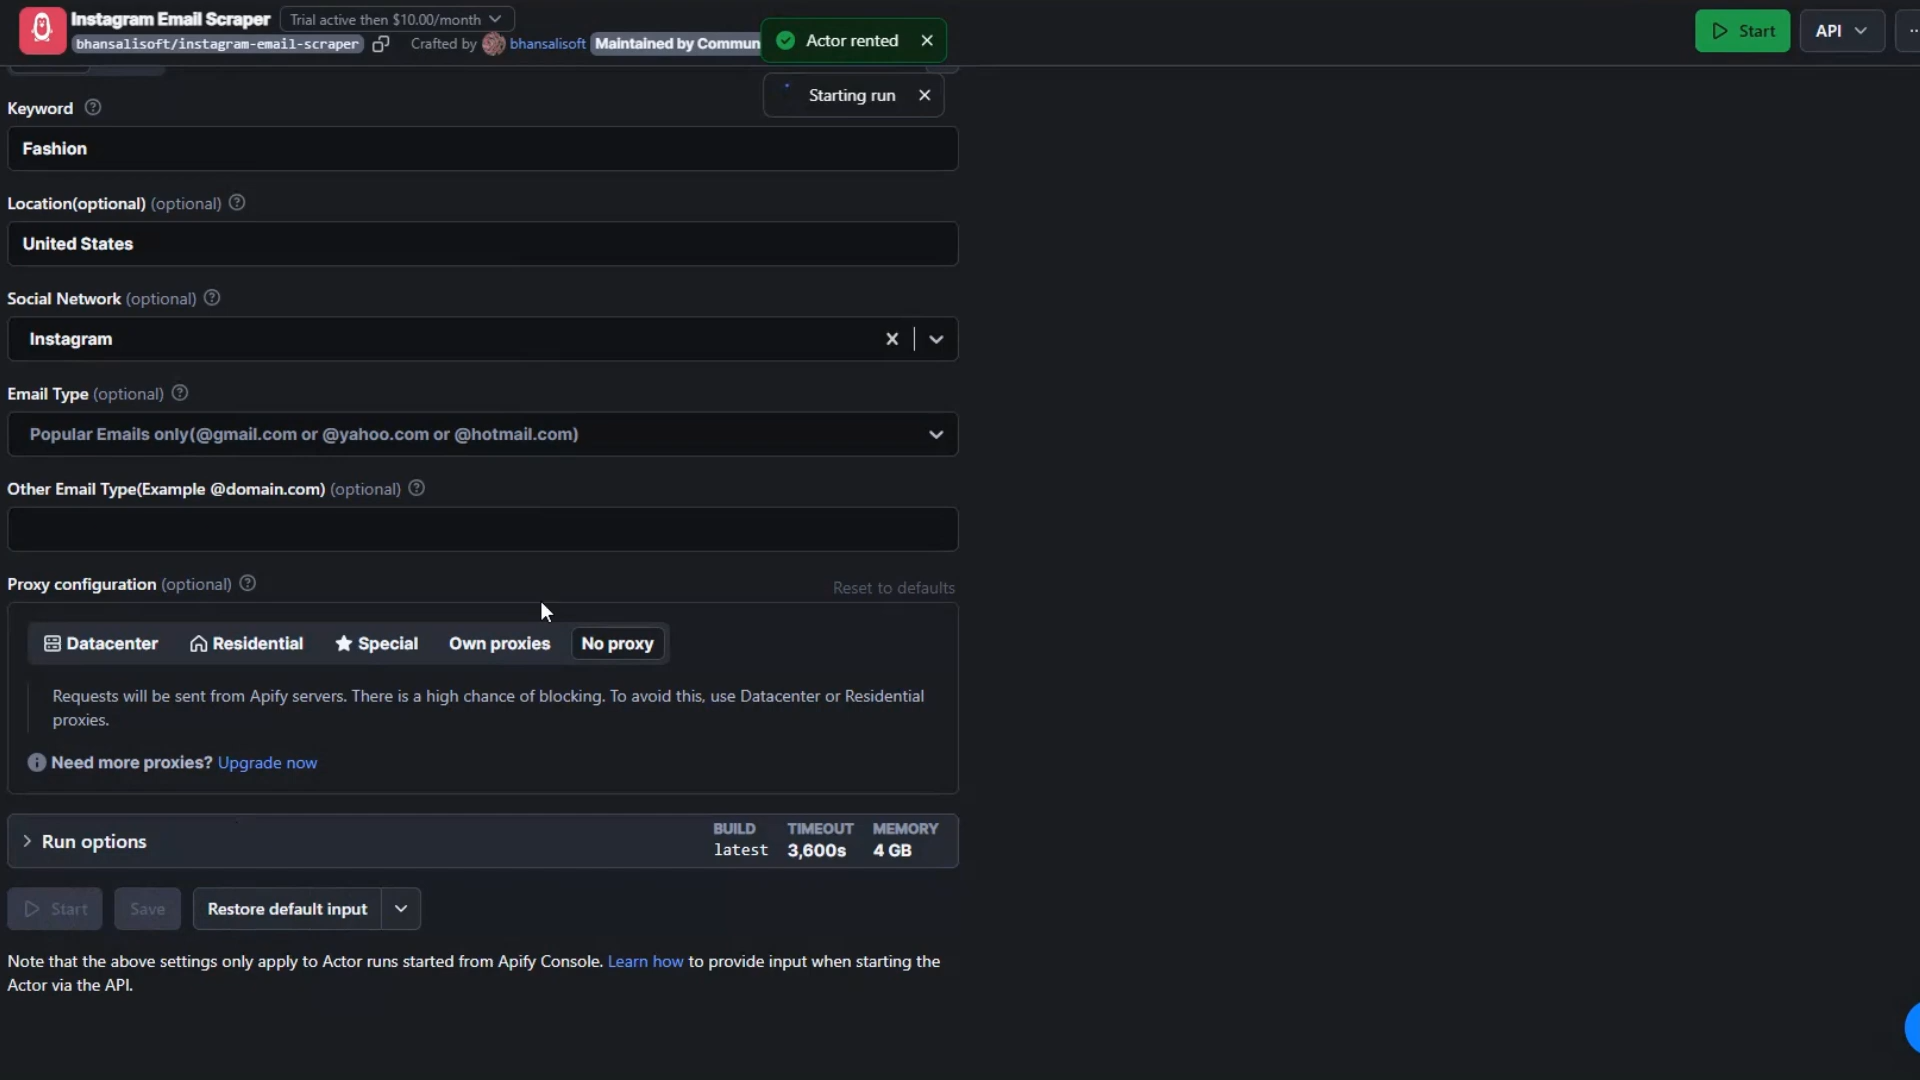 Instagram Email Scraper
Trial active then $10.00/month
bhansalisoft/instagram-email-scraper
Crafted by bhansalisoft
Maintained by Commun
Actor rented
Starting run
Start
API
Keyword
Fashion
Location(optional) (optional)
United States
Social Network (optional)
Instagram
Email Type (optional)
Popular Emails only(@gmail.com or @yahoo.com or @hotmail.com)
Other Email Type(Example @domain.com) (optional)
Proxy configuration (optional)
Reset to defaults
Datacenter Residential Special Own proxies No proxy
Requests will be sent from Apify servers. There is a high chance of blocking. To avoid this, use Datacenter or Residential
proxies.
Need more proxies? Upgrade now
Run options
BUILD TIMEOUT MEMORY
latest 3,600s 4 GB
Start Save Restore default input
Note that the above settings only apply to Actor runs started from Apify Console. Learn how to provide input when starting the
Actor via the API.